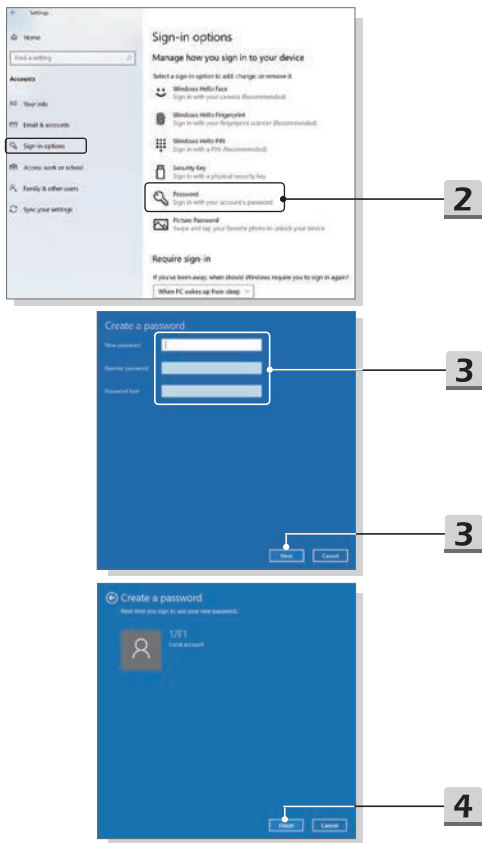 Settings
Home
Find a setting
Accounts
Your info
Email & accounts
Sign-in options
Access work or school
Family & other users
Sync your settings
Sign-in options
Manage how you sign in to your device
Select a sign-in option to add, change, or remove it.
Windows Hello Face
Sign in with your camera (Recommended)
Windows Hello Fingerprint
Sign in with your fingerprint scanner (Recommended)
Windows Hello PIN
Sign in with a PIN (Recommended)
Security Key
Sign in with a physical security key
Password
Sign in with your account's password
Picture Password
Swipe and tap your favorite photo to unlock your device
Require sign-in
If you've been away, when should Windows require you to sign in again?
When PC wakes up from sleep
2
Create a password
New password
Reenter password
Password hint
3
Next
Cancel
3
Create a password
Next time you sign in, use your new password.
17F1
Local account
Finish
Cancel
4